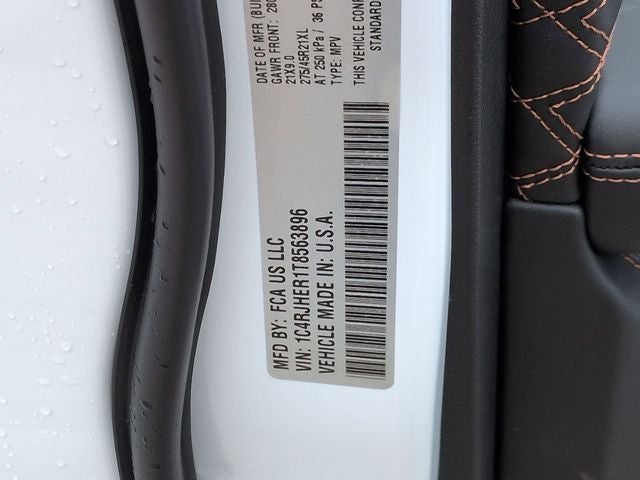 MFD BY: FCA US LLC
VIN: 1C4RJHER1T8563896
VEHICLE MADE IN: U.S.A.
DATE OF MFR
GAWR FRONT:
21X9.0
275/45R21XL
AT 250 kPa / 36
TYPE: MPV
THIS VEHICLE
STANDARD